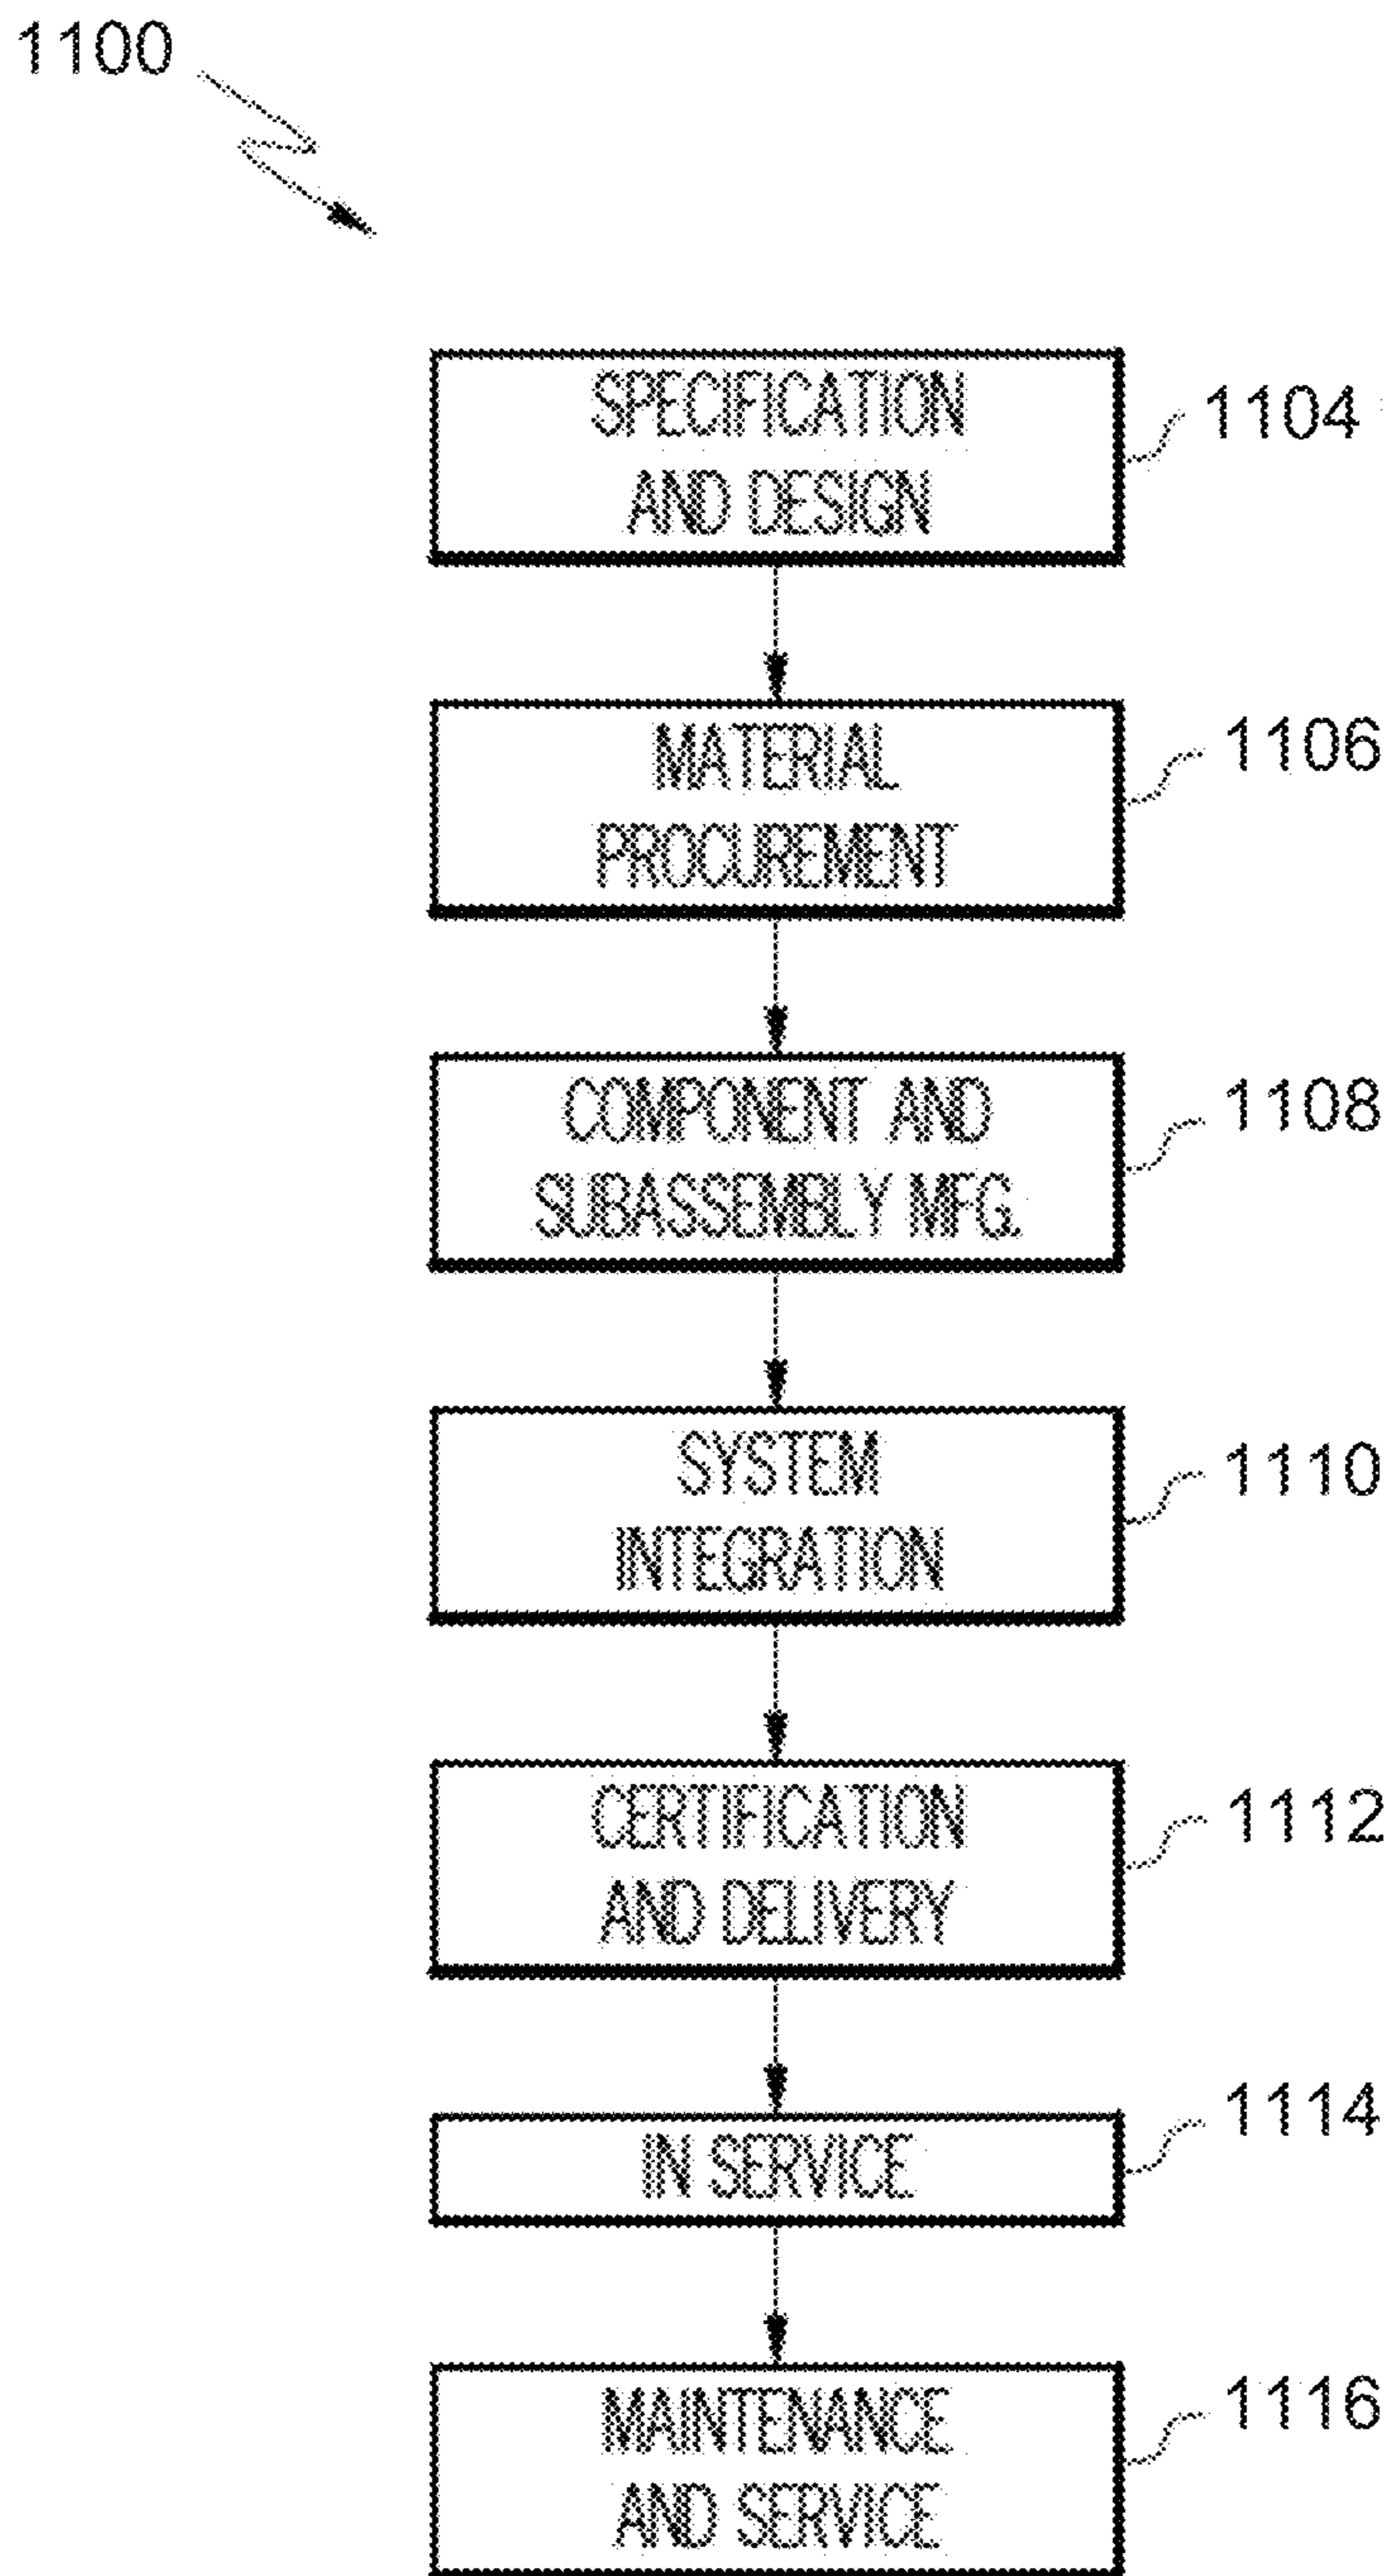 1100
SPECIFICATION
AND DESIGN
1104
MATERIAL
PROCUREMENT
1106
COMPONENT AND
SUBASSEMBLY MFG.
1108
SYSTEM
INTEGRATION
1110
CERTIFICATION
AND DELIVERY
1112
IN SERVICE
1114
MAINTENANCE
AND SERVICE
1116